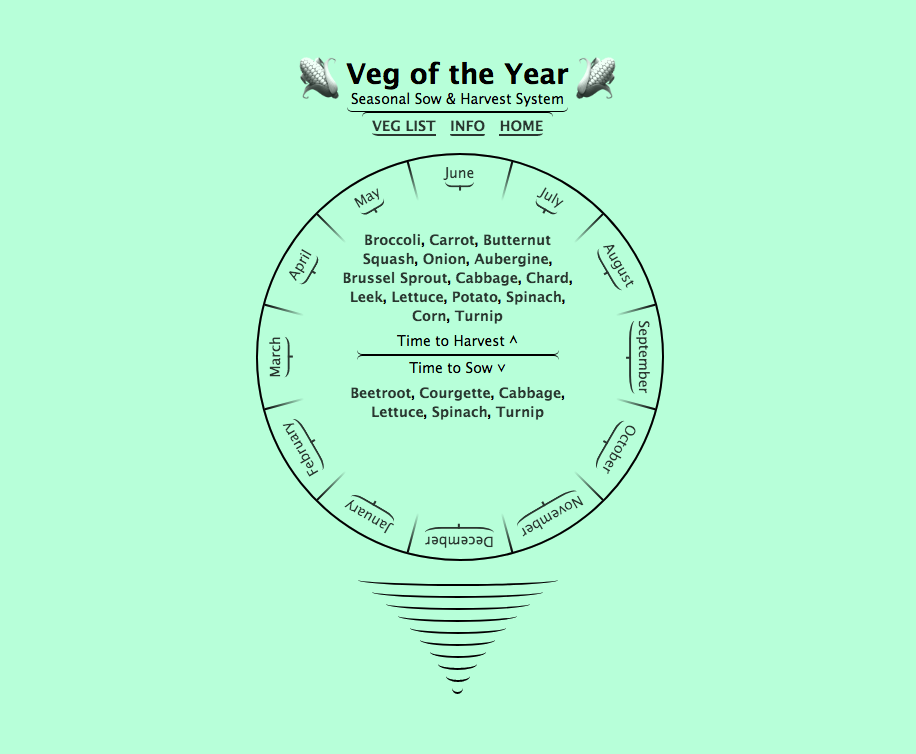 Veg of the Year
Seasonal Sow & Harvest System
VEG LIST INFO HOME
June
July
August
September
October
November
December
January
February
March
April
May
Broccoli, Carrot, Butternut
Squash, Onion, Aubergine,
Brussel Sprout, Cabbage, Chard,
Leek, Lettuce, Potato, Spinach,
Corn, Turnip
Time to Harvest ^
Time to Sow v
Beetroot, Courgette, Cabbage,
Lettuce, Spinach, Turnip